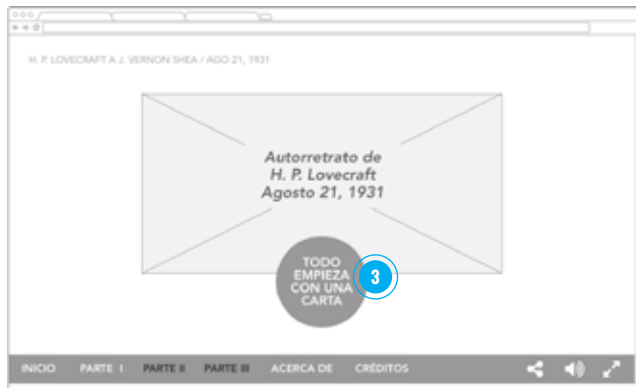 H. P. LOVECRAFT A J. VERNON SHEA / AGO 21, 1931
Autorretrato de
H. P. Lovecraft
Agosto 21, 1931
TODO
EMPIEZA
CON UNA
CARTA
3
INICIO PARTE I PARTE II PARTE III ACERCA DE CRÉDITOS